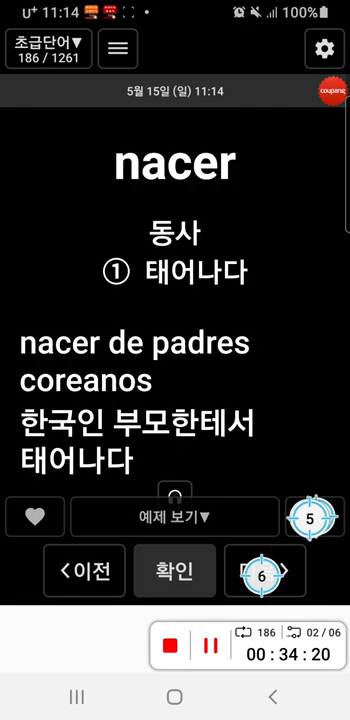 U⁺ 11:14 100%
초급단어▼
186 / 1261
5월 15일 (일) 11:14
coupang
nacer
동사
① 태어나다
nacer de padres
coreanos
한국인 부모한테서
태어나다
예제 보기▼
5
<이전
확인
6
186 02 / 06
00 : 34 : 20